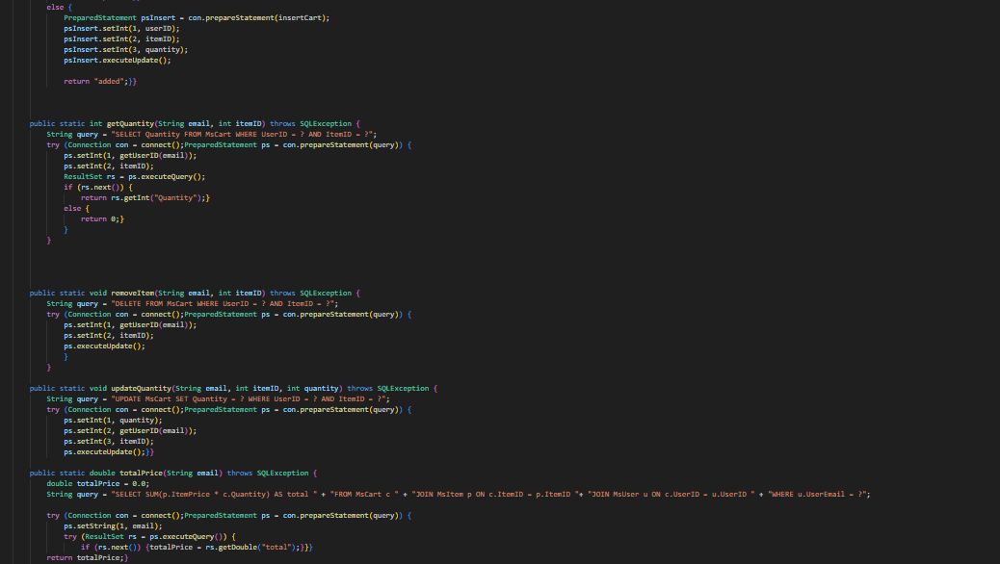 else {
PreparedStatement psInsert = con.prepareStatement(insertCart);
psInsert.setInt(1, userID);
psInsert.setInt(2, itemID);
psInsert.setInt(3, quantity);
psInsert.executeUpdate();
return "added";}}
public static int getQuantity(String email, int itemID) throws SQLException {
String query = "SELECT Quantity FROM MsCart WHERE UserID = ? AND ItemID = ?";
try (Connection con = connect();PreparedStatement ps = con.prepareStatement(query)) {
ps.setInt(1, getUserID(email));
ps.setInt(2, itemID);
ResultSet rs = ps.executeQuery();
if (rs.next()) {
return rs.getInt("Quantity");}
else {
return 0;}
}
}
public static void removeItem(String email, int itemID) throws SQLException {
String query = "DELETE FROM MsCart WHERE UserID = ? AND ItemID = ?";
try (Connection con = connect();PreparedStatement ps = con.prepareStatement(query)) {
ps.setInt(1, getUserID(email));
ps.setInt(2, itemID);
ps.executeUpdate();
}
}
public static void updateQuantity(String email, int itemID, int quantity) throws SQLException {
String query = "UPDATE MsCart SET Quantity = ? WHERE UserID = ? AND ItemID = ?";
try (Connection con = connect();PreparedStatement ps = con.prepareStatement(query)) {
ps.setInt(1, quantity);
ps.setInt(2, getUserID(email));
ps.setInt(3, itemID);
ps.executeUpdate();}}
public static double totalPrice(String email) throws SQLException {
double totalPrice = 0.0;
String query = "SELECT SUM(p.ItemPrice * c.Quantity) AS total " + "FROM MsCart c " + "JOIN MsItem p ON c.ItemID = p.ItemID "+ "JOIN MsUser u ON c.UserID = u.UserID " + "WHERE u.UserEmail = ?";
try (Connection con = connect();PreparedStatement ps = con.prepareStatement(query)) {
ps.setString(1, email);
try (ResultSet rs = ps.executeQuery()) {
if (rs.next()) {totalPrice = rs.getDouble("total");}}}
return totalPrice;}